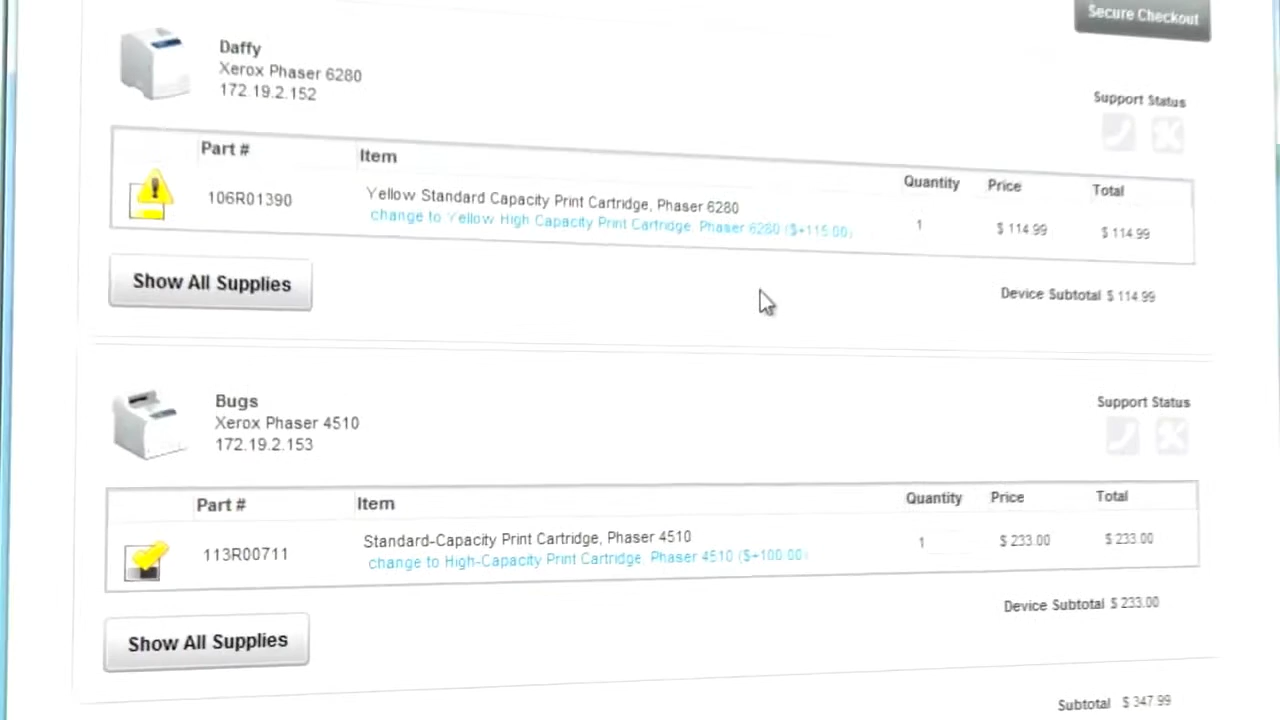 Secure Checkout
Daffy
Xerox Phaser 6280
172.19.2.152
Support Status
Part # Item Quantity Price Total
106R01390 Yellow Standard Capacity Print Cartridge, Phaser 6280 1 $ 114.99 $ 114.99
change to Yellow High Capacity Print Cartridge, Phaser 6280 ($+115.00)
Show All Supplies
Device Subtotal $ 114.99
Bugs
Xerox Phaser 4510
172.19.2.153
Support Status
Part # Item Quantity Price Total
113R00711 Standard-Capacity Print Cartridge, Phaser 4510 1 $ 233.00 $ 233.00
change to High-Capacity Print Cartridge, Phaser 4510 ($+100.00)
Device Subtotal $ 233.00
Show All Supplies
Subtotal $ 347.99